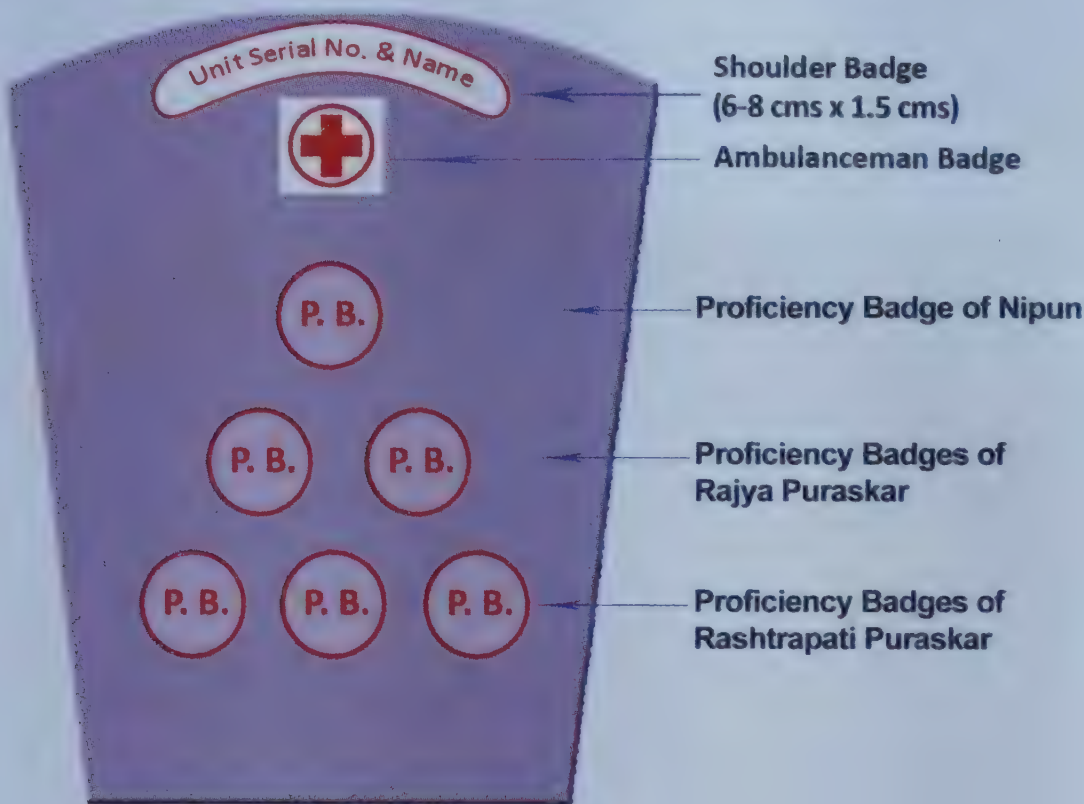 Unit Serial No. & Name
Shoulder Badge
(6-8 cms x 1.5 cms)
Ambulanceman Badge
P. B.
Proficiency Badge of Nipun
P. B. P. B.
Proficiency Badges of
Rajya Puraskar
P. B. P. B. P. B.
Proficiency Badges of
Rashtrapati Puraskar